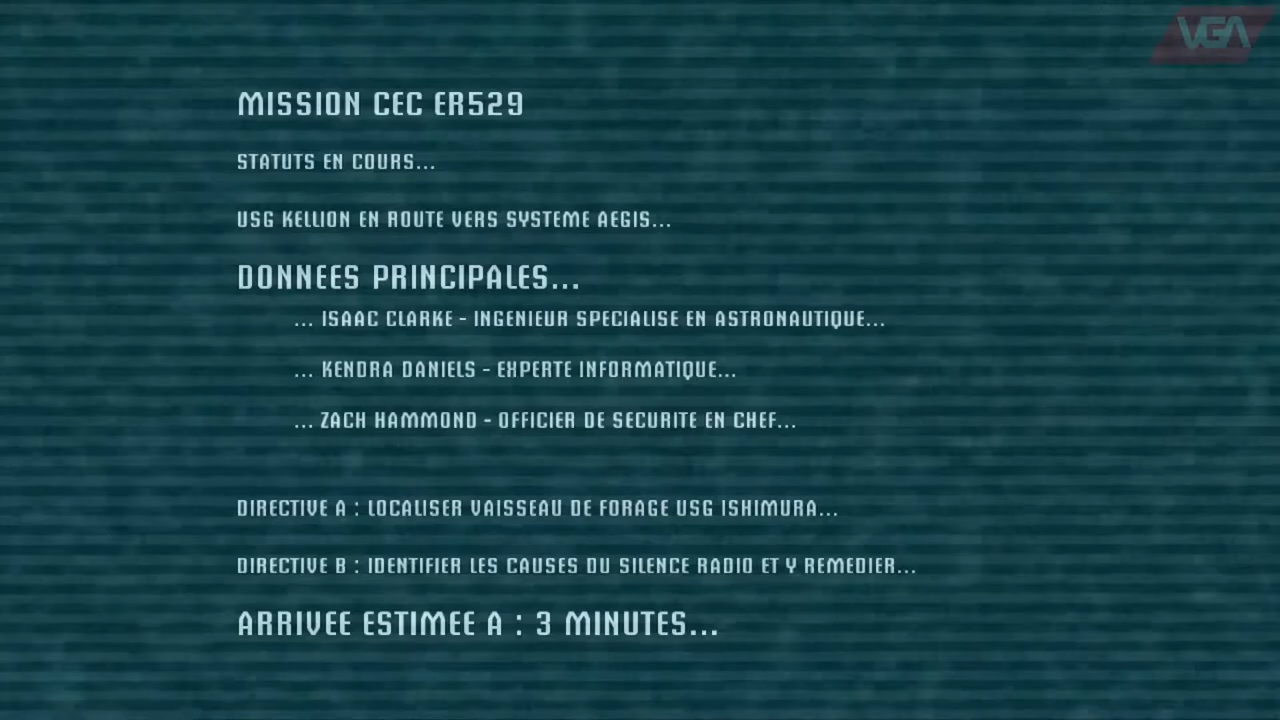 VGA
MISSION CEC ER529
STATUTS EN COURS...
USG KELLION EN ROUTE VERS SYSTEME AEGIS...
DONNEES PRINCIPALES...
... ISAAC CLARKE - INGENIEUR SPECIALISE EN ASTRONAUTIQUE...
... KENDRA DANIELS - EXPERTE INFORMATIQUE...
... ZACH HAMMOND - OFFICIER DE SECURITE EN CHEF...
DIRECTIVE A : LOCALISER VAISSEAU DE FORAGE USG ISHIMURA...
DIRECTIVE B : IDENTIFIER LES CAUSES DU SILENCE RADIO ET Y REMEDIER...
ARRIVEE ESTIMEE A : 3 MINUTES...